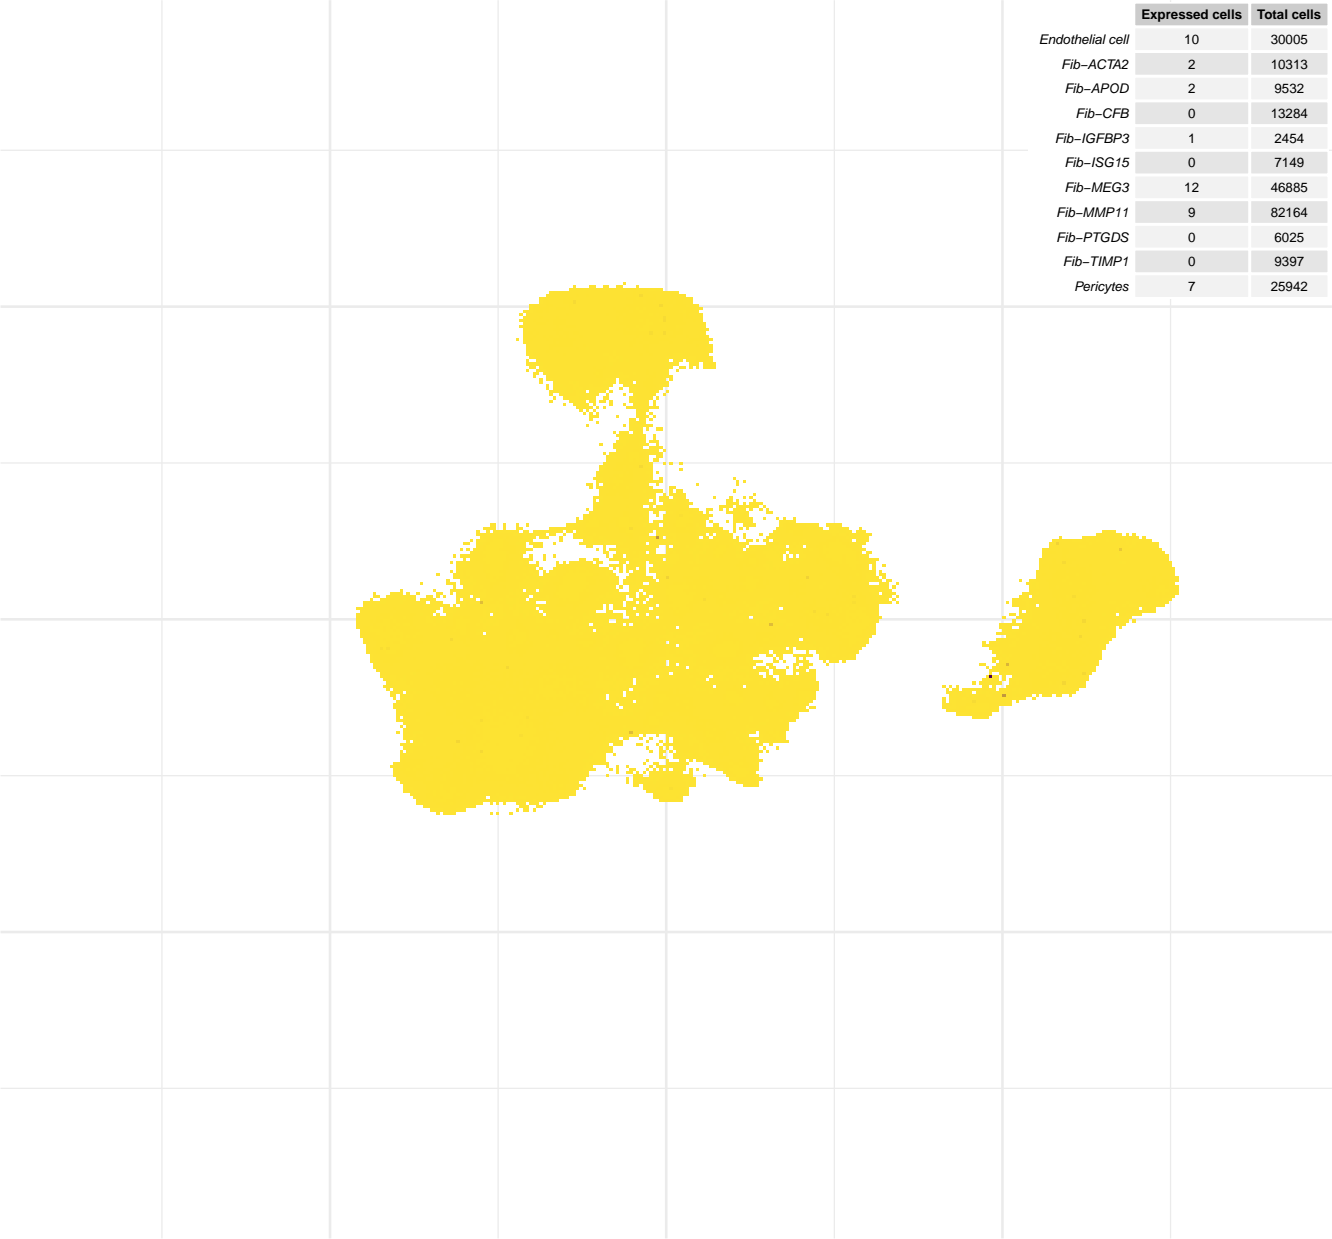 Expressed cells Total cells
Endothelial cell 10 30005
Fib−ACTA2 2 10313
Fib−APOD 2 9532
Fib−CFB 0 13284
Fib−IGFBP3 1 2454
Fib−ISG15 0 7149
Fib−MEG3 12 46885
Fib−MMP11 9 82164
Fib−PTGDS 0 6025
Fib−TIMP1 0 9397
Pericytes 7 25942